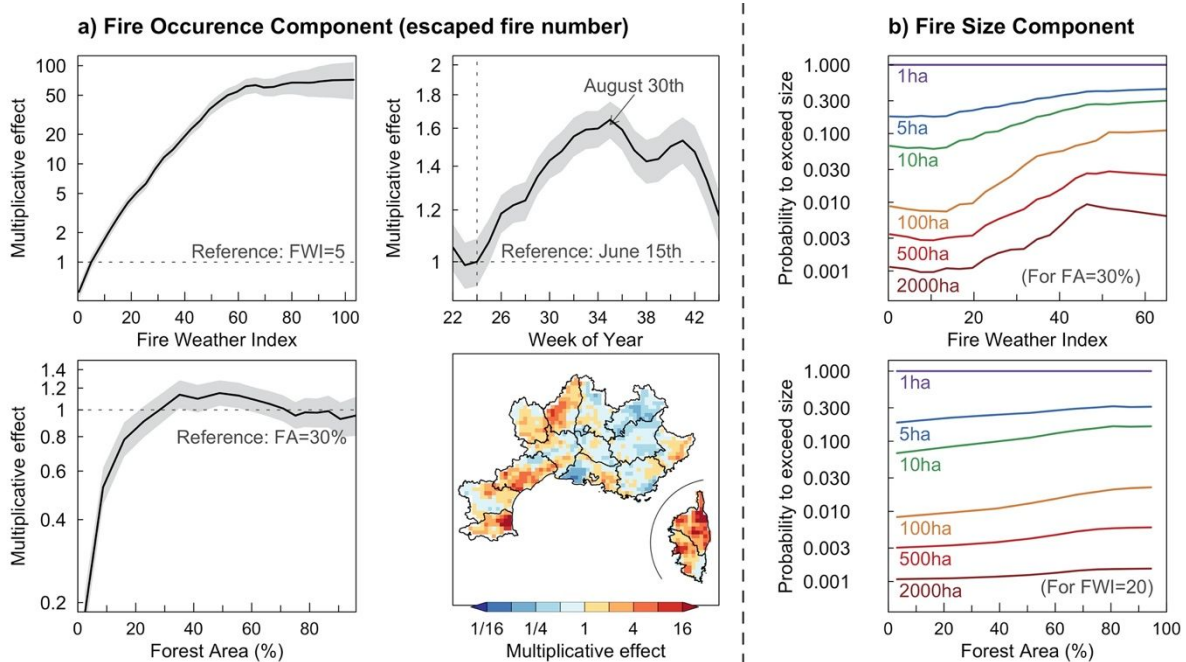 a) Fire Occurence Component (escaped fire number)
100
50
20
10
5
2
1
Multiplicative effect
Reference: FWI=5
0 20 40 60 80 100
Fire Weather Index
2
1.8
1.6
1.4
1.2
1
Multiplicative effect
August 30th
Reference: June 15th
22 26 30 34 38 42
Week of Year
1.4
1.2
1
0.8
0.6
0.4
0.2
Multiplicative effect
Reference: FA=30%
0 20 40 60 80
Forest Area (%)
1/16 1/4 1 4 16
Multiplicative effect
b) Fire Size Component
1.000
0.300
0.100
0.030
0.010
0.003
0.001
Probability to exceed size
1ha
5ha
10ha
100ha
500ha
2000ha
(For FA=30%)
0 20 40 60
Fire Weather Index
1.000
0.300
0.100
0.030
0.010
0.003
0.001
Probability to exceed size
1ha
5ha
10ha
100ha
500ha
2000ha
(For FWI=20)
0 20 40 60 80 100
Forest Area (%)